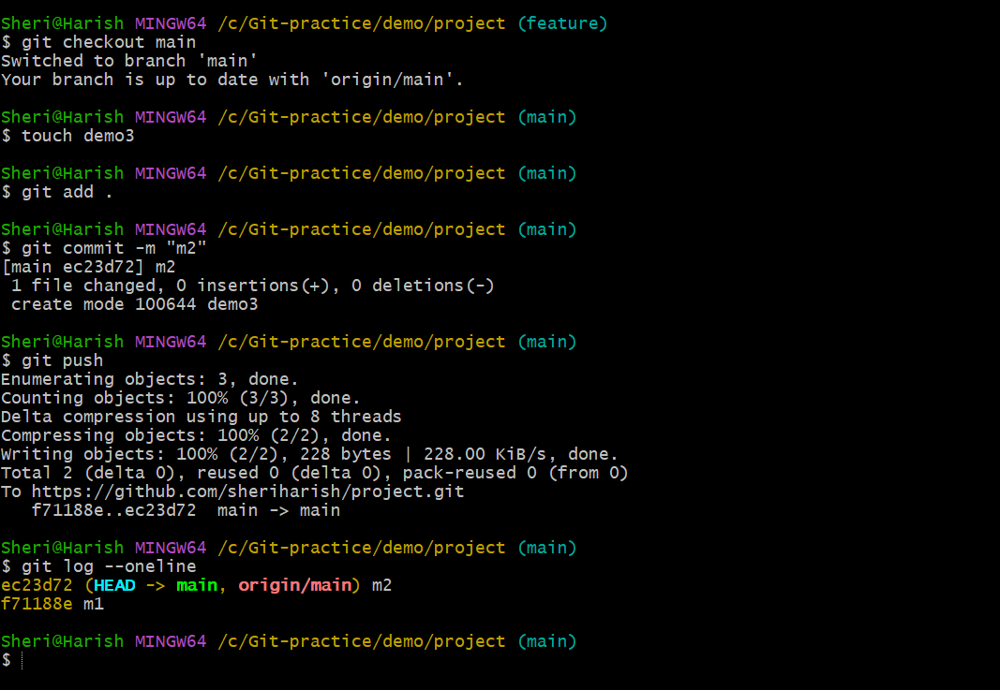 Sheri@Harish MINGW64 /c/Git-practice/demo/project (feature)
$ git checkout main
Switched to branch 'main'
Your branch is up to date with 'origin/main'.
Sheri@Harish MINGW64 /c/Git-practice/demo/project (main)
$ touch demo3
Sheri@Harish MINGW64 /c/Git-practice/demo/project (main)
$ git add .
Sheri@Harish MINGW64 /c/Git-practice/demo/project (main)
$ git commit -m "m2"
[main ec23d72] m2
 1 file changed, 0 insertions(+), 0 deletions(-)
 create mode 100644 demo3
Sheri@Harish MINGW64 /c/Git-practice/demo/project (main)
$ git push
Enumerating objects: 3, done.
Counting objects: 100% (3/3), done.
Delta compression using up to 8 threads
Compressing objects: 100% (2/2), done.
Writing objects: 100% (2/2), 228 bytes | 228.00 KiB/s, done.
Total 2 (delta 0), reused 0 (delta 0), pack-reused 0 (from 0)
To https://github.com/sheriharish/project.git
   f71188e..ec23d72  main -> main
Sheri@Harish MINGW64 /c/Git-practice/demo/project (main)
$ git log --oneline
ec23d72 (HEAD -> main, origin/main) m2
f71188e m1
Sheri@Harish MINGW64 /c/Git-practice/demo/project (main)
$